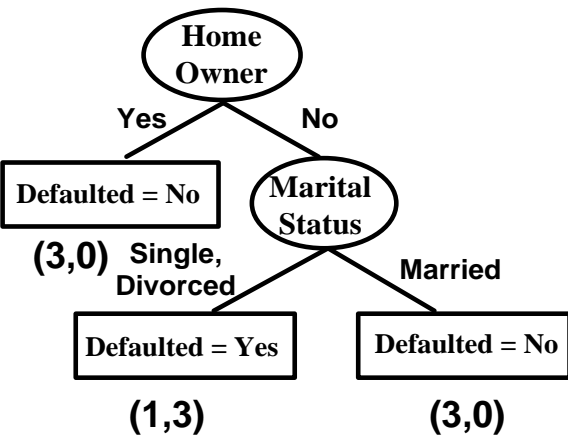 Home
Owner
Yes
No
Defaulted = No
Marital
Status
(3,0)
Single,
Divorced
Married
Defaulted = Yes
Defaulted = No
(1,3)
(3,0)